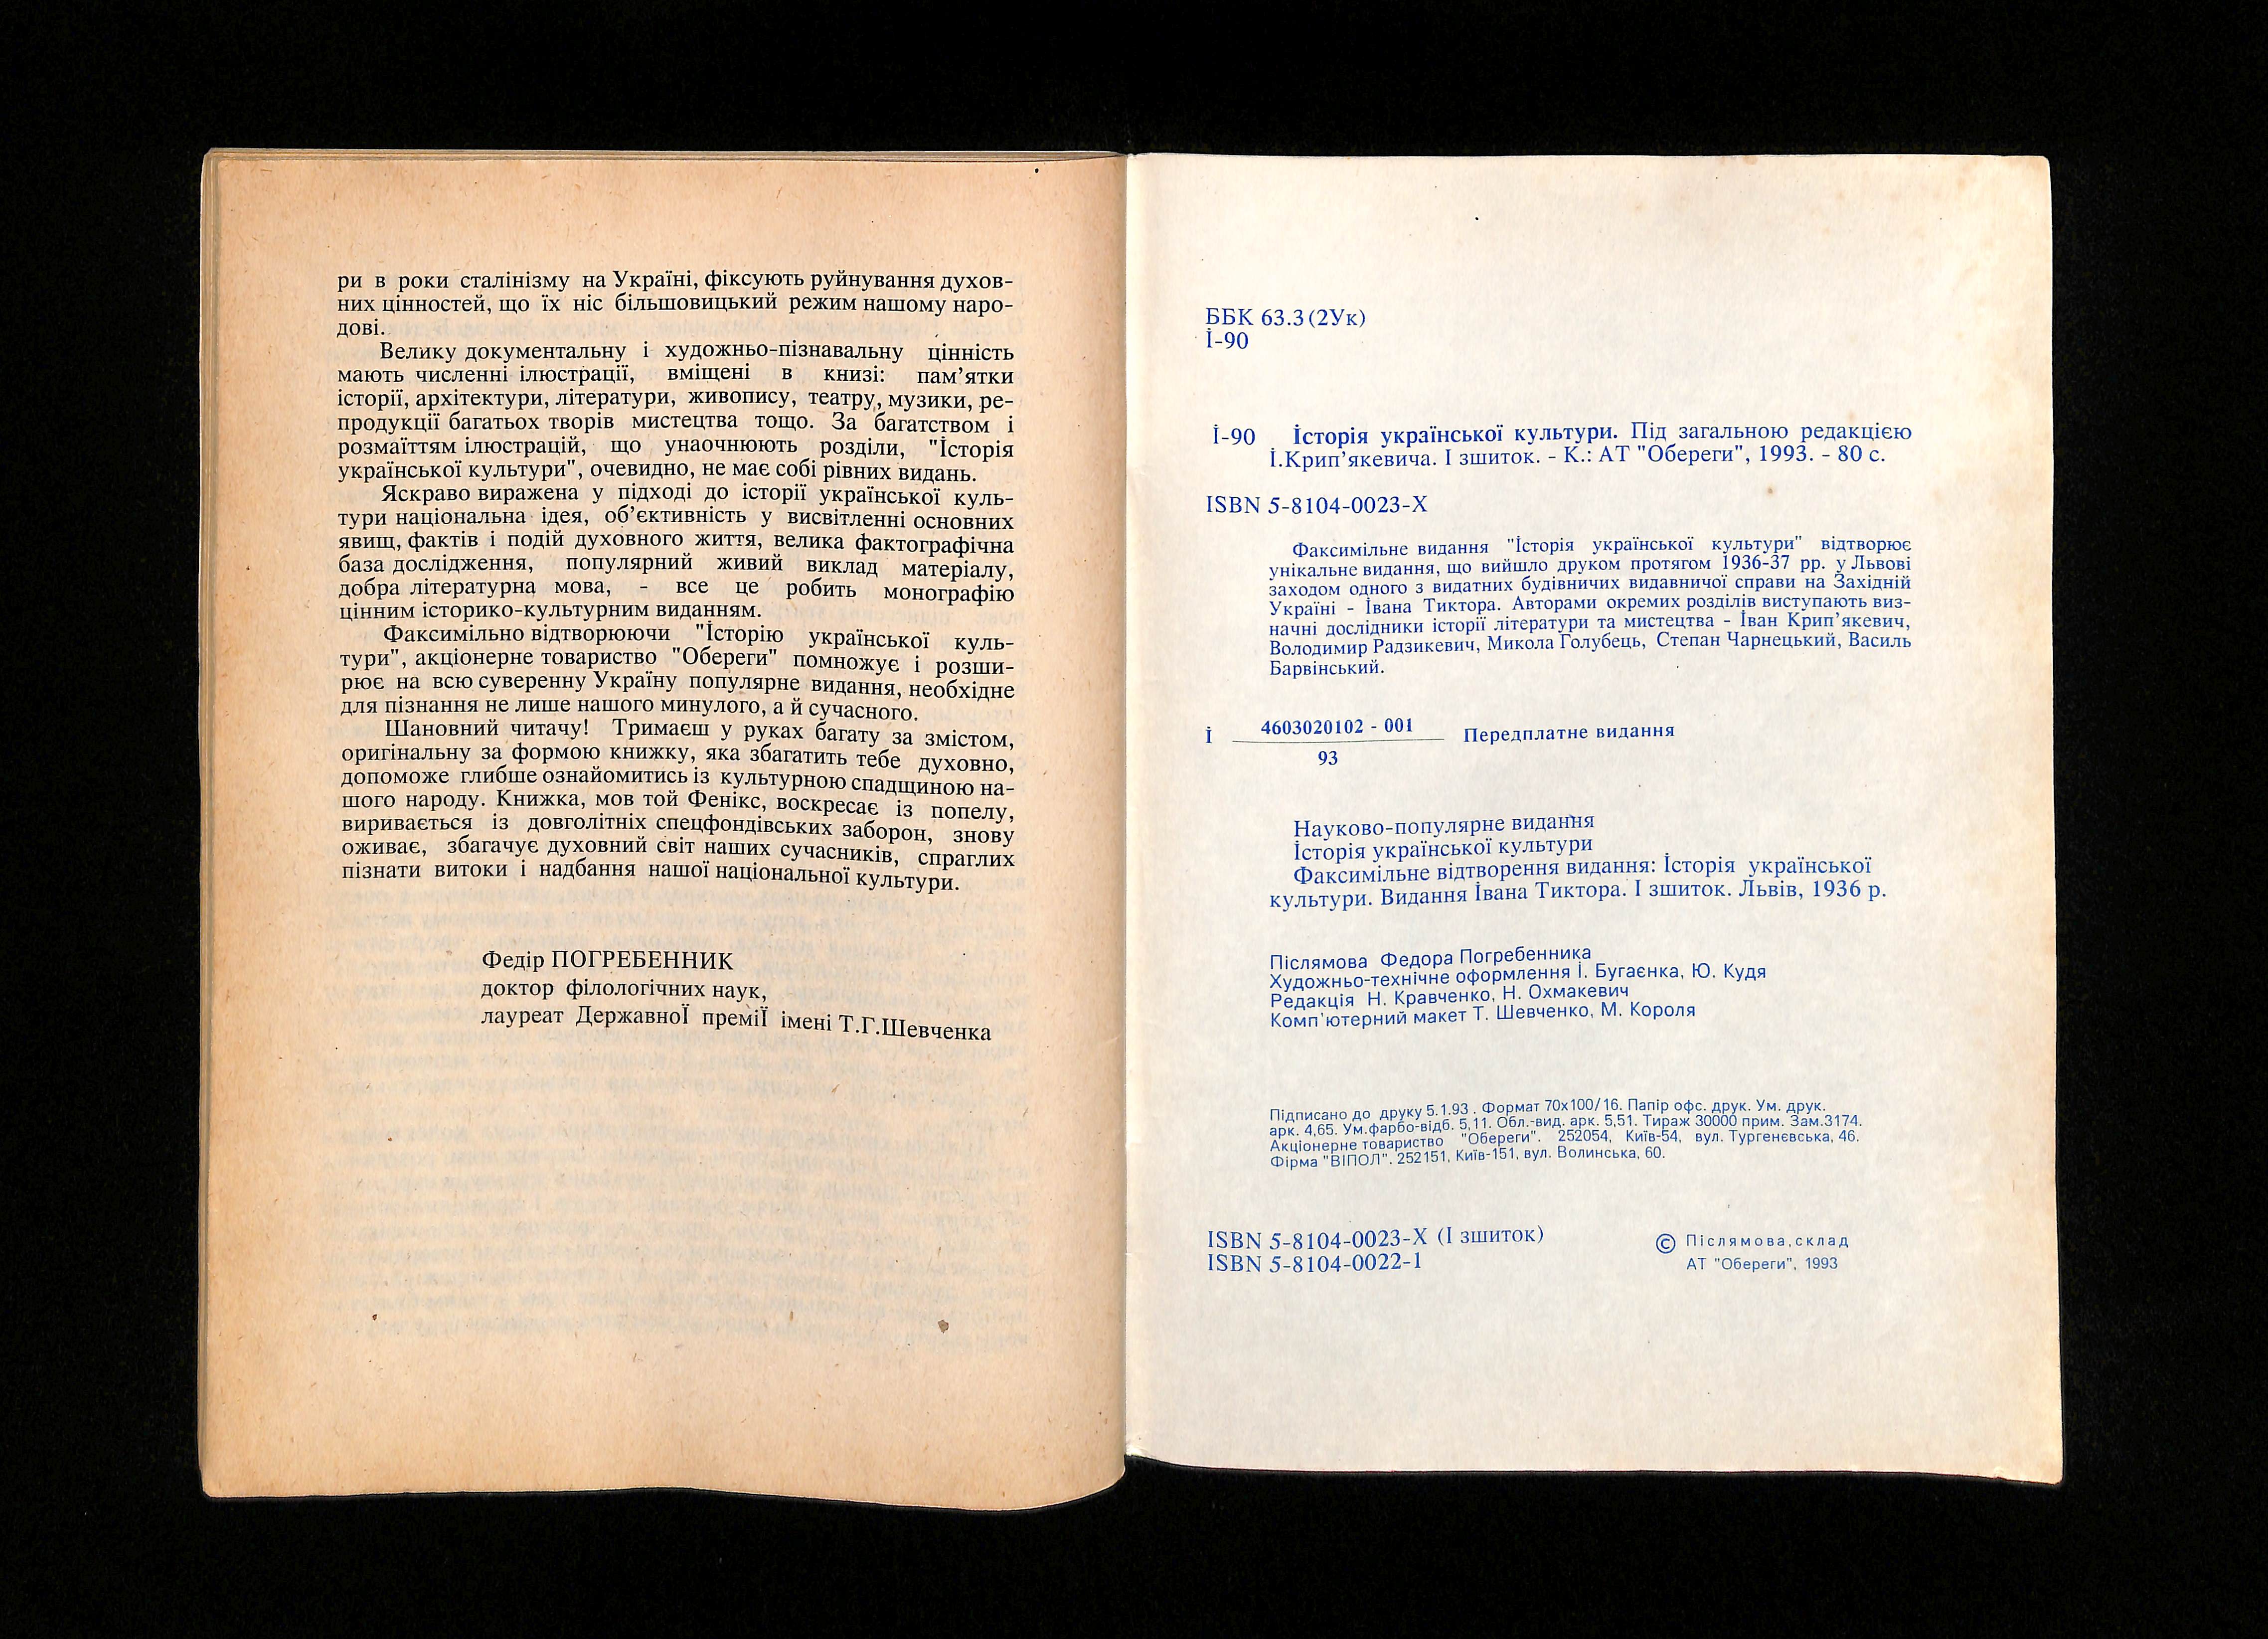 ри в роки сталінізму на Україні, фіксують руйнування духов-
них цінностей, що їх ніс більшовицький режим нашому наро-
дові.
Велику документальну і художньо-пізнавальну цінність
мають численні ілюстрації, вміщені в книзі: пам’ятки
історії, архітектури, літератури, живопису, театру, музики, ре-
продукції багатьох творів мистецтва тощо. За багатством і
розмаїттям ілюстрацій, що унаочнюють розділи, "Історія
української культури", очевидно, не має собі рівних видань.
Яскраво виражена у підході до історії української куль-
тури національна ідея, об’єктивність у висвітленні основних
явищ, фактів і подій духовного життя, велика фактографічна
база дослідження, популярний живий виклад матеріалу,
добра літературна мова, - все це робить монографію
цінним історико-культурним виданням.
Факсимільно відтворюючи "Історію української куль-
тури", акціонерне товариство "Обереги" помножує і розши-
рює на всю суверенну Україну популярне видання, необхідне
для пізнання не лише нашого минулого, а й сучасного.
Шановний читачу! Тримаєш у руках багату за змістом,
оригінальну за формою книжку, яка збагатить тебе духовно,
допоможе глибше ознайомитись із культурною спадщиною на-
шого народу. Книжка, мов той Фенікс, воскресає із попелу,
виривається із довголітніх спецфондівських заборон, знову
оживає, збагачує духовний світ наших сучасників, спраглих
пізнати витоки і надбання нашої національної культури.
Федір ПОГРЕБЕННИК
доктор філологічних наук,
лауреат ДержавноЇ преміЇ імені Т.Г.Шевченка
ББК 63.3(2Ук)
І-90
І-90 Історія української культури. Під загальною редакцією
І.Крип’якевича. І зшиток. - К.: АТ "Обереги", 1993. - 80 с.
ISBN 5-8104-0023-X
Факсимільне видання "Історія української культури" відтворює
унікальне видання, що вийшло друком протягом 1936-37 рр. у Львові
заходом одного з видатних будівничих видавничої справи на Західній
Україні - Івана Тиктора. Авторами окремих розділів виступають виз-
начні дослідники історії літератури та мистецтва - Іван Крип’якевич,
Володимир Радзикевич, Микола Голубець, Степан Чарнецький, Василь
Барвінський.
4603020102 - 001
І Передплатне видання
93
Науково-популярне видання
Історія української культури
Факсимільне відтворення видання: Історія української
культури. Видання Івана Тиктора. І зшиток. Львів, 1936 р.
Післямова Федора Погребенника
Художньо-технічне оформлення І. Бугаєнка, Ю. Кудя
Редакція Н. Кравченко, Н. Охмакевич
Комп'ютерний макет Т. Шевченко, М. Короля
Підписано до друку 5.1.93 . Формат 70х100/16. Папір офс. друк. Ум. друк.
арк. 4,65. Ум.фарбо-відб. 5,11. Обл.-вид. арк. 5,51. Тираж 30000 прим. Зам.3174.
Акціонерне товариство "Обереги". 252054, Київ-54, вул. Тургенєвська, 46.
Фірма "ВІПОЛ". 252151, Київ-151, вул. Волинська, 60.
ISBN 5-8104-0023-X (І зшиток)
ISBN 5-8104-0022-1
© Післямова,склад
АТ "Обереги", 1993